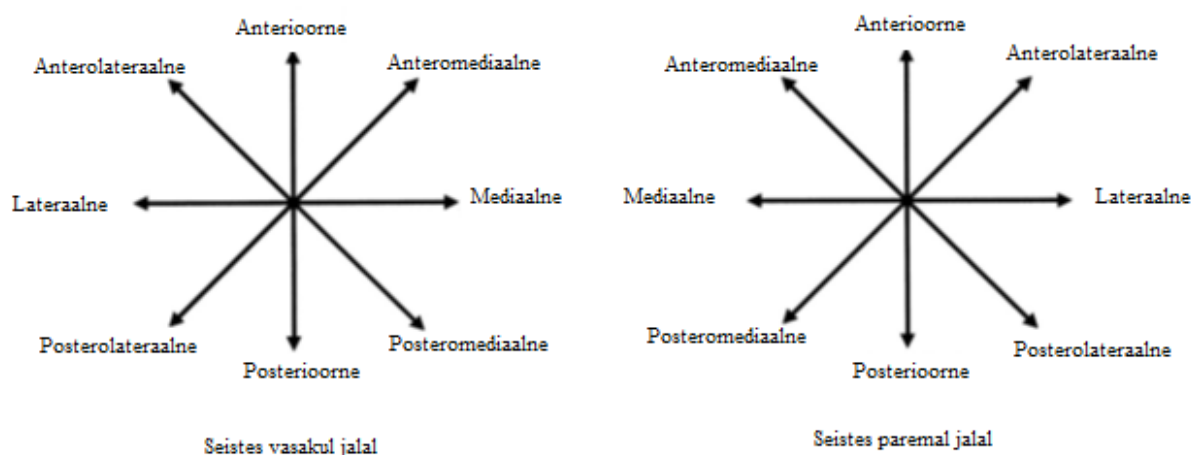 Anterioorne
Anterolateraalne
Anteromediaalne
Lateraalne
Mediaalne
Posterolateraalne
Posteromediaalne
Posterioorne
Seistes vasakul jalal
Anterioorne
Anteromediaalne
Anterolateraalne
Mediaalne
Lateraalne
Posteromediaalne
Posterolateraalne
Posterioorne
Seistes paremal jalal